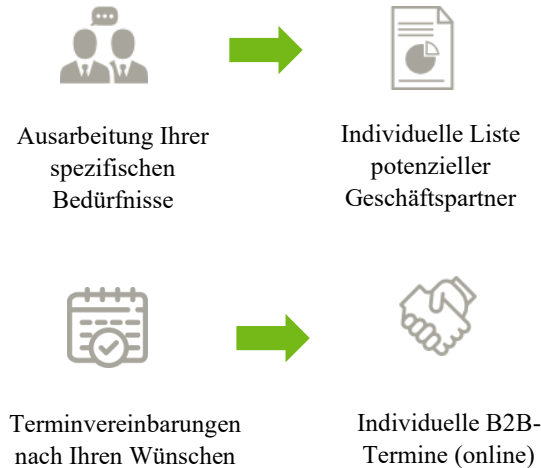 Ausarbeitung Ihrer
spezifischen
Bedürfnisse
Individuelle Liste
potenzieller
Geschäftspartner
Terminvereinbarungen
nach Ihren Wünschen
Individuelle B2B-
Termine (online)